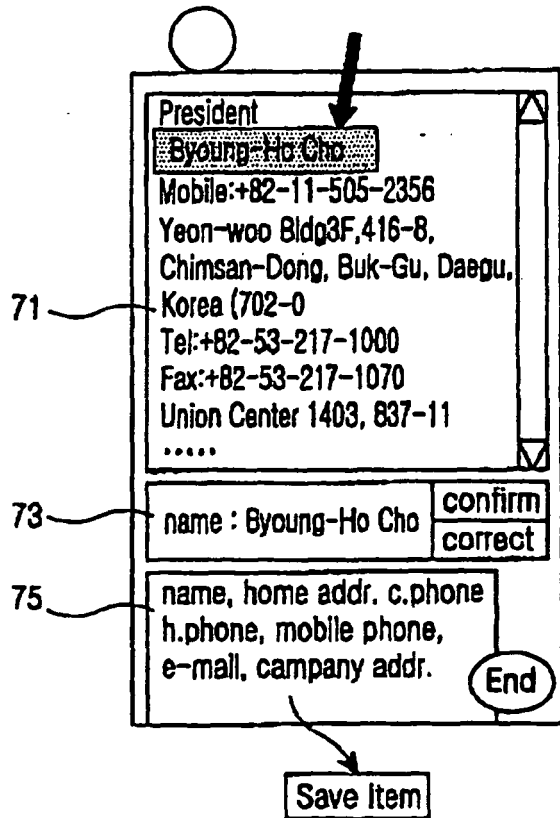 President
Byoung-Ho Cho
Mobile:+82-11-505-2356
Yeon-woo Bldg3F,416-8,
Chimsan-Dong, Buk-Gu, Daegu,
71
Korea (702-0
Tel:+82-53-217-1000
Fax:+82-53-217-1070
Union Center 1403, 837-11
.....
73
name : Byoung-Ho Cho
confirm
correct
75
name, home addr. c.phone
h.phone, mobile phone,
e-mail, campany addr.
End
Save Item